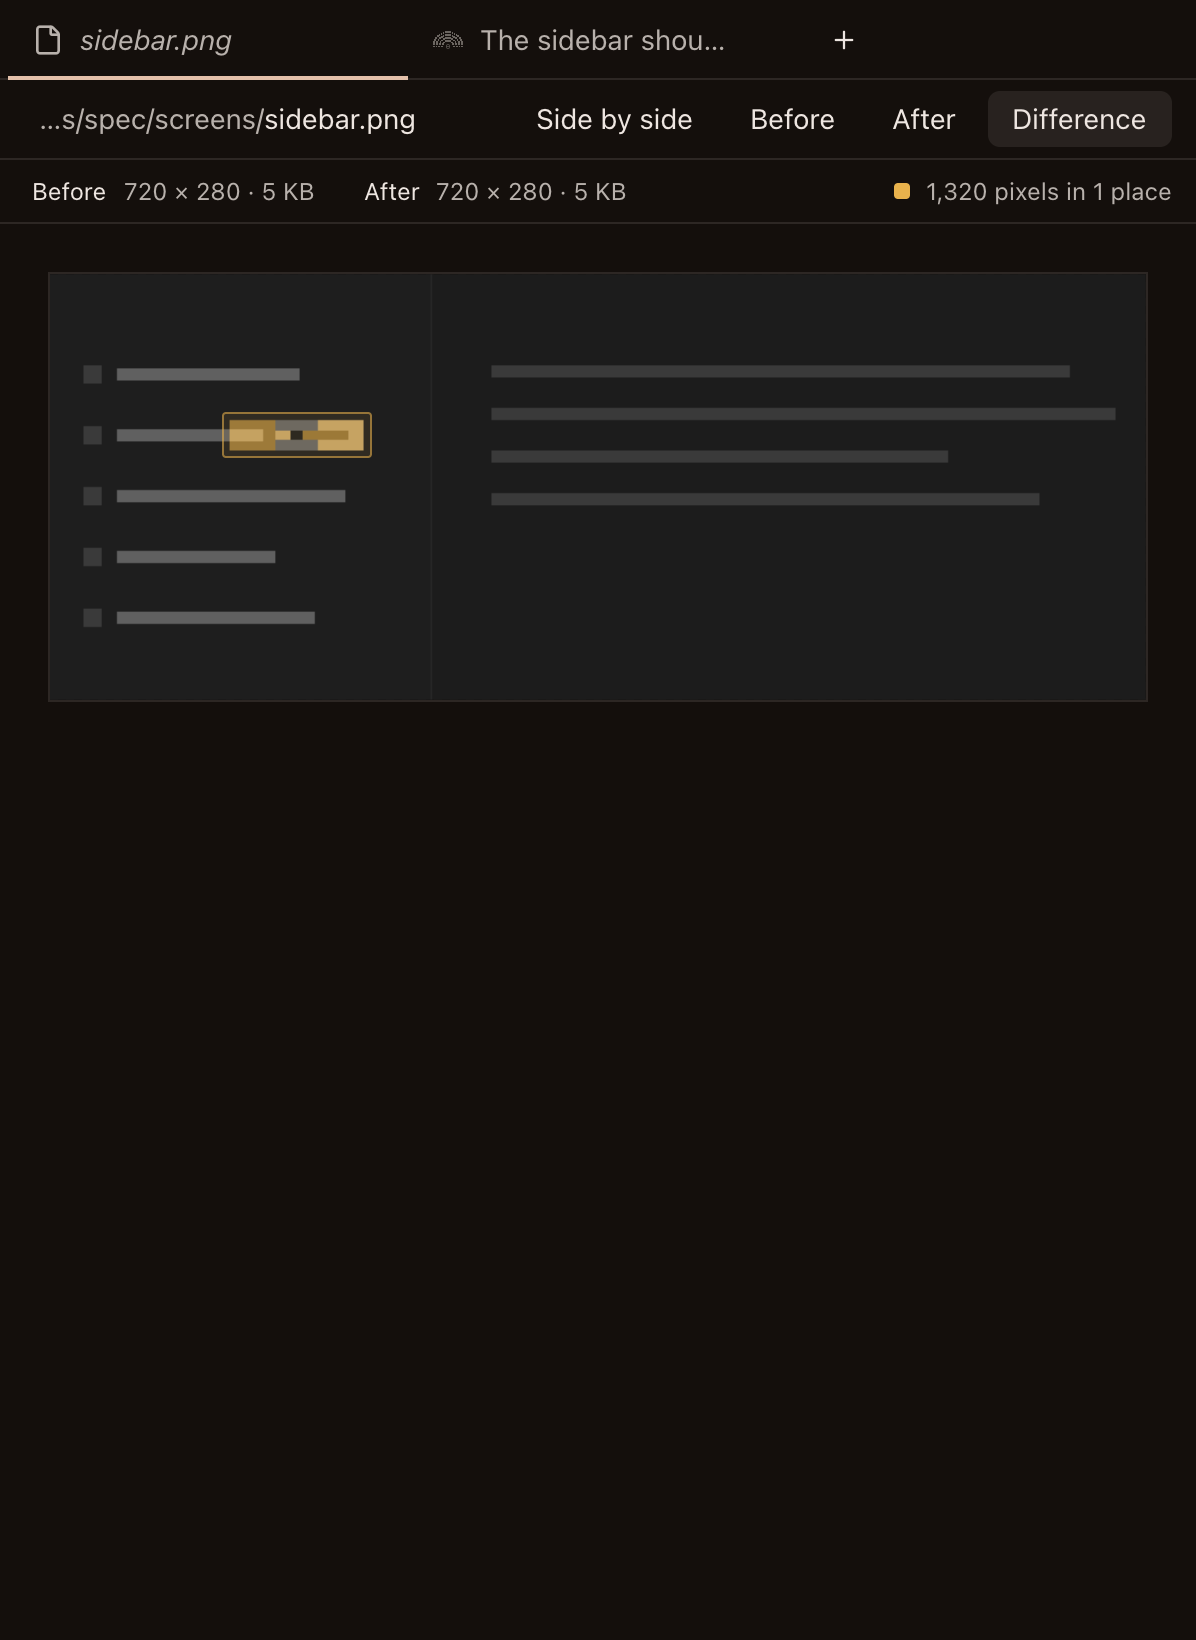 sidebar.png
The sidebar shou...
+
...s/spec/screens/sidebar.png
Side by side
Before
After
Difference
Before 720 × 280 · 5 KB
After 720 × 280 · 5 KB
1,320 pixels in 1 place